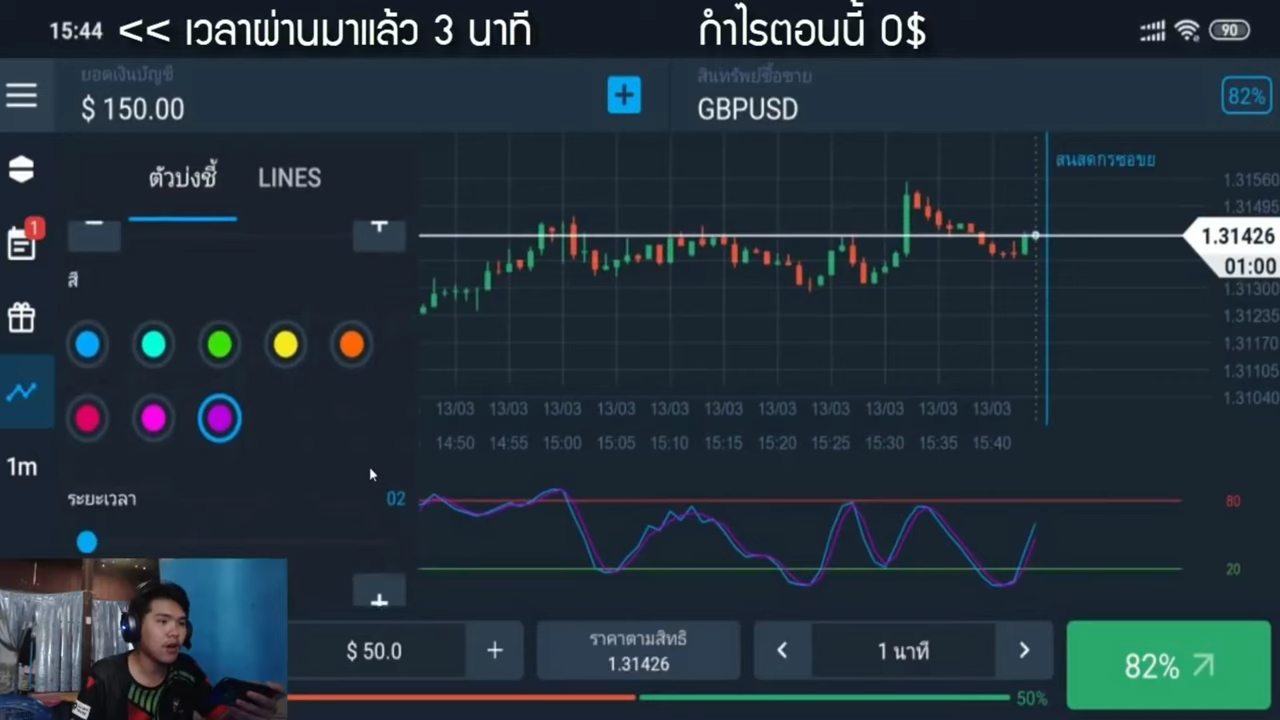 15:44 << เวลาผ่านมาแล้ว 3 นาที กำไรตอนนี้ 0$
90
ยอดเงินบัญชี
$ 150.00
+
สินทรัพย์ซื้อขาย
GBPUSD
82%
ตัวบ่งชี้ LINES
1
สี
ระยะเวลา 02
1m
1.31560
1.31495
1.31426
01:00
1.31300
1.31235
1.31170
1.31105
1.31040
13/03 13/03 13/03 13/03 13/03 13/03 13/03 13/03 13/03 13/03 13/03
14:50 14:55 15:00 15:05 15:10 15:15 15:20 15:25 15:30 15:35 15:40
80
20
$ 50.0 +
ราคาตามสิทธิ
1.31426
< 1 นาที >
82%
50%